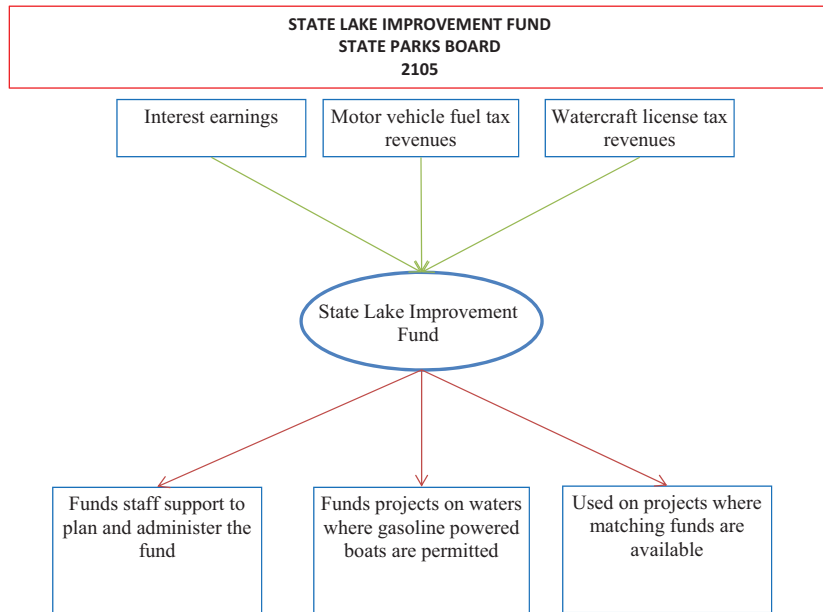 STATE LAKE IMPROVEMENT FUND
STATE PARKS BOARD
2105
Interest earnings
Motor vehicle fuel tax
revenues
Watercraft license tax
revenues
State Lake Improvement
Fund
Funds staff support to
plan and administer the
fund
Funds projects on waters
where gasoline powered
boats are permitted
Used on projects where
matching funds are
available